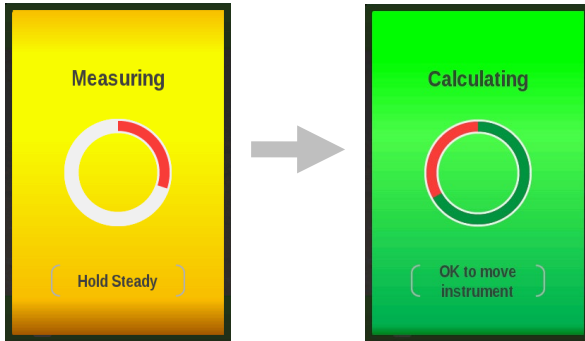 Measuring
Hold Steady
Calculating
OK to move
instrument